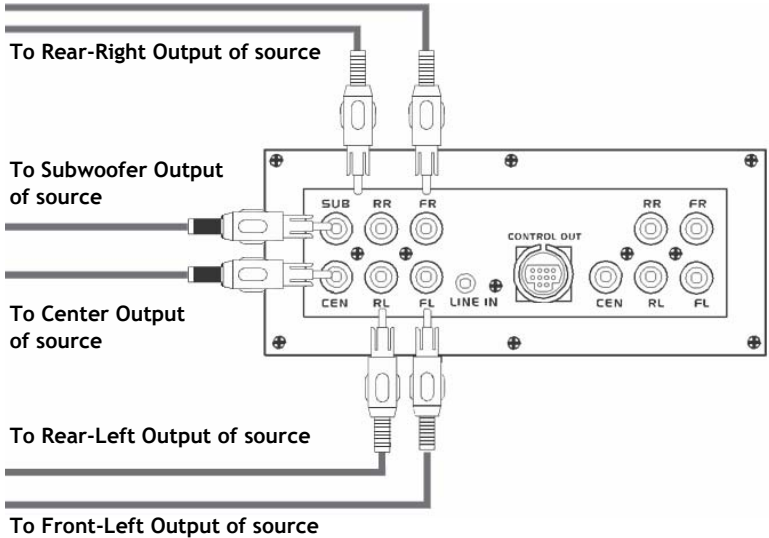 To Rear-Right Output of source
To Subwoofer Output
of source
SUB RR FR
RR FR
CONTROL OUT
CEN RL FL LINE IN
CEN RL FL
To Center Output
of source
To Rear-Left Output of source
To Front-Left Output of source